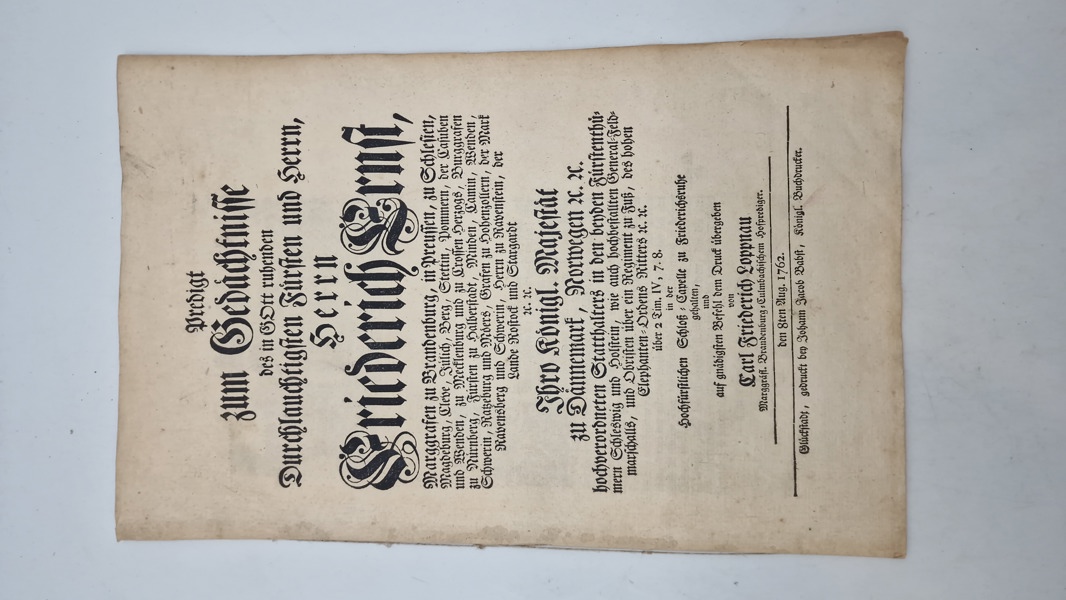 Predigt
zum Gedächtnisse
des in GOtt ruhenden
Durchlauchtigsten Fürsten und Herrn,
Herrn
Friederich Ernst,
Marggrafen zu Brandenburg, in Preussen, zu Schlesien,
Magdeburg, Cleve, Jülich, Berg, Stettin, Pommern, der Cassuben
und Wenden, zu Mecklenburg und zu Crossen Herzogs, Burggrafen
zu Nürnberg, Fürsten zu Halberstadt, Minden, Camin, Wenden,
Schwerin, Ratzeburg und Mörs, Grafen zu Hohenzollern, der Mark
Ravensberg und Schwerin, Herrn zu Ravenstein, der
Lande Rostock und Stargardt
ꝛc. ꝛc.
Ihro Königl. Majestät
zu Dännemark, Norwegen ꝛc. ꝛc.
hochverordneten Statthalters in den beyden Fürstenthü-
mern Schleswig und Holstein, wie auch hochbestallten General-Feld-
marschalls, und Obristen über ein Regiment zu Fuß, des hohen
Elephanten-Ordens Ritters ꝛc. ꝛc.
über 2 Tim. IV, 7. 8.
in der
Hochfürstlichen Schloß-Capelle zu Friederichsruhe
gehalten,
und
auf gnädigsten Befehl dem Druck übergeben
von
Carl Friederich Loppnau
Marggräfl. Brandenburg-Culmbachischem Hofprediger.
den 8ten Aug. 1762.
Glückstadt, gedruckt bey Johann Jacob Babst, Königl. Buchdrucker.